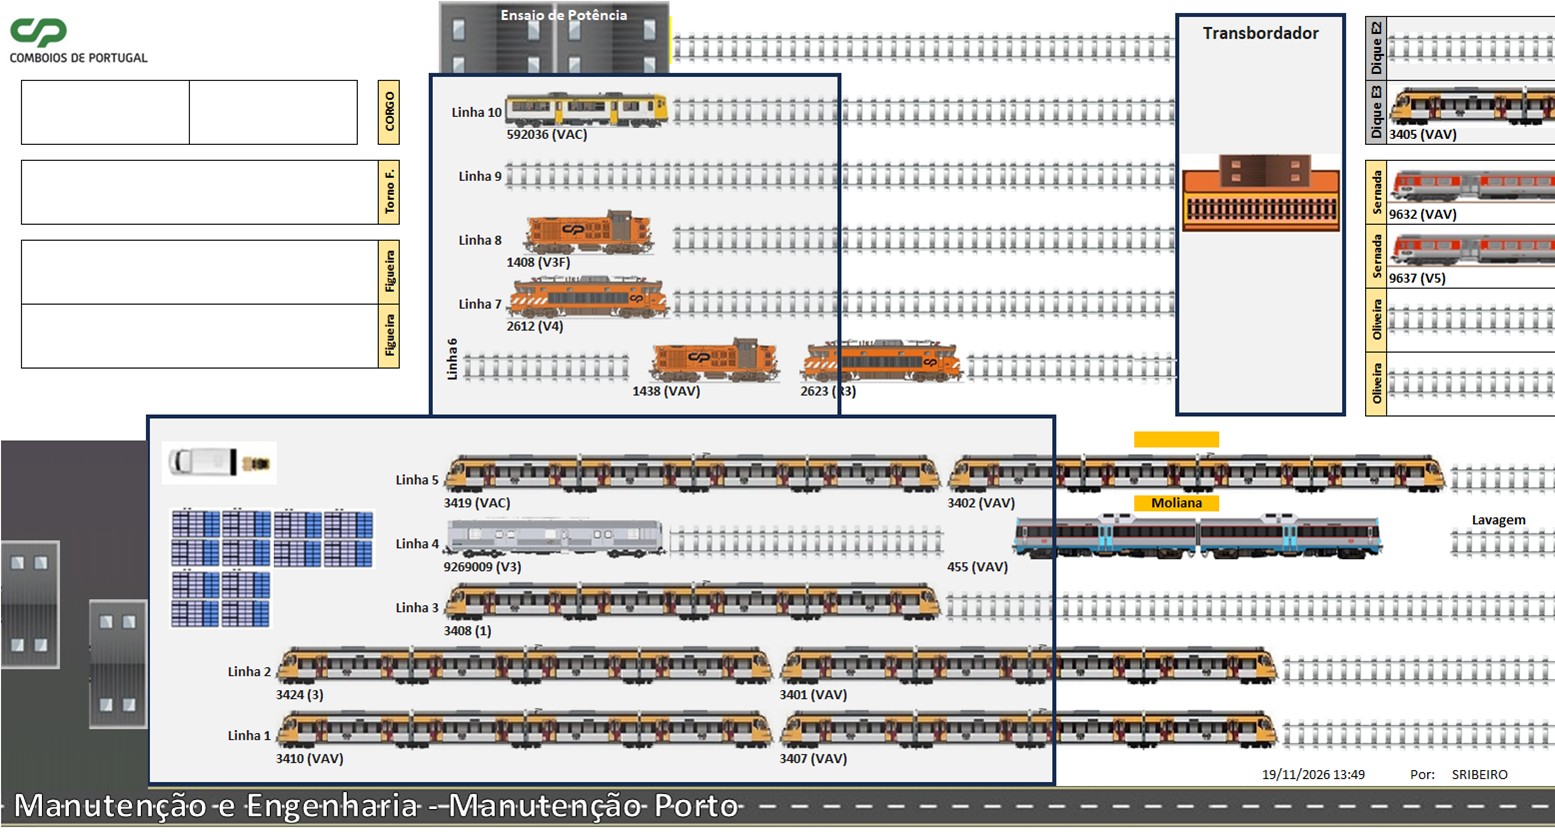 CP
COMBOIOS DE PORTUGAL
CORGO
Torno F.
Figueira
Figueira
Ensaio de Potência
Linha 10
592036 (VAC)
Linha 9
Linha 8
1408 (V3F)
Linha 7
2612 (V4)
Linha 6
1438 (VAV)
2623 (R3)
Transbordador
Dique E2
Dique E3
3405 (VAV)
Sernada
9632 (VAV)
Sernada
9637 (V5)
Oliveira
Oliveira
Linha 5
3419 (VAC)
3402 (VAV)
Moliana
Linha 4
9269009 (V3)
455 (VAV)
Lavagem
Linha 3
3408 (1)
Linha 2
3424 (3)
3401 (VAV)
Linha 1
3410 (VAV)
3407 (VAV)
19/11/2026 13:49 Por: SRIBEIRO
Manutenção e Engenharia - Manutenção Porto